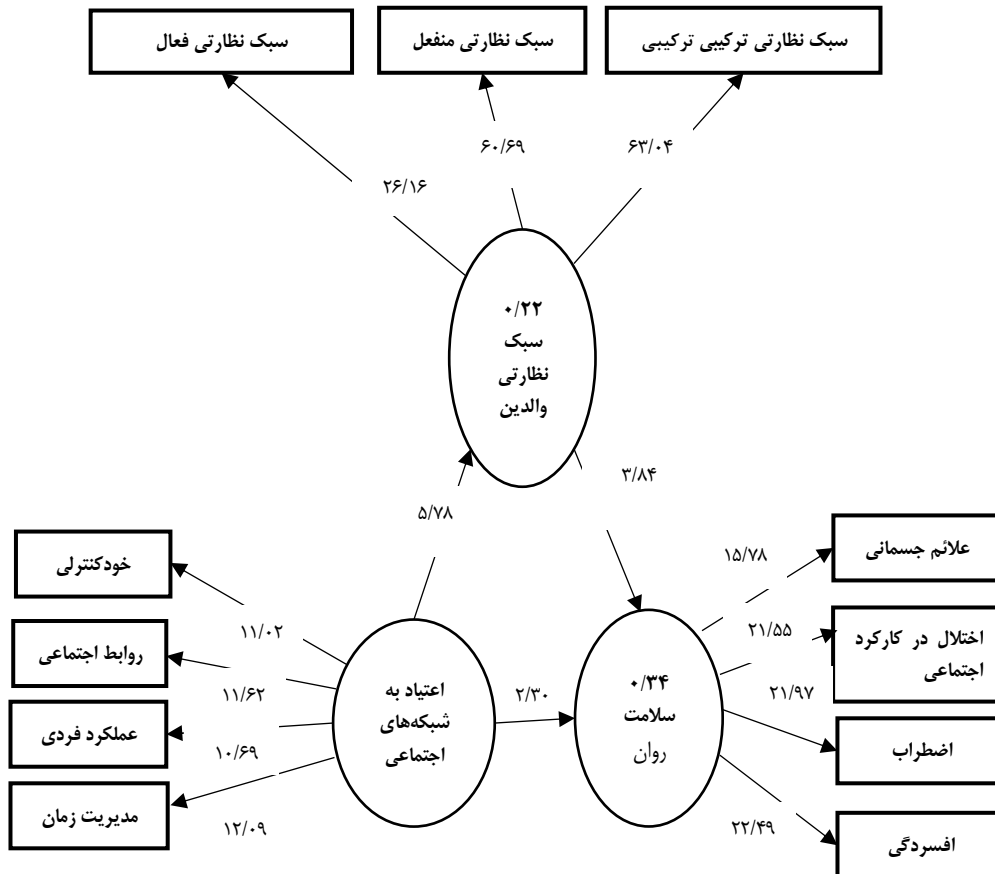 سبک نظارتی ترکیبی ترکیبی
سبک نظارتی منفعل
سبک نظارتی فعال
۶۳/۰۴
۶۰/۶۹
۲۶/۱۶
۰/۲۲
سبک
نظارتی
والدین
۳/۸۴
۵/۷۸
علائم جسمانی
۱۵/۷۸
اختلال در کارکرد
اجتماعی
۲۱/۵۵
۲۱/۹۷
اضطراب
۲۲/۴۹
افسردگی
۰/۳۴
سلامت
روان
۲/۳۰
اعتیاد به
شبکه‌های
اجتماعی
خودکنترلی
۱۱/۰۲
روابط اجتماعی
۱۱/۶۲
عملکرد فردی
۱۰/۶۹
مدیریت زمان
۱۲/۰۹